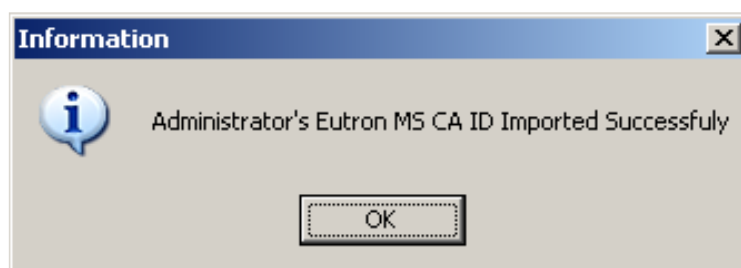 Information
Administrator's Eutron MS CA ID Imported Successfuly
OK